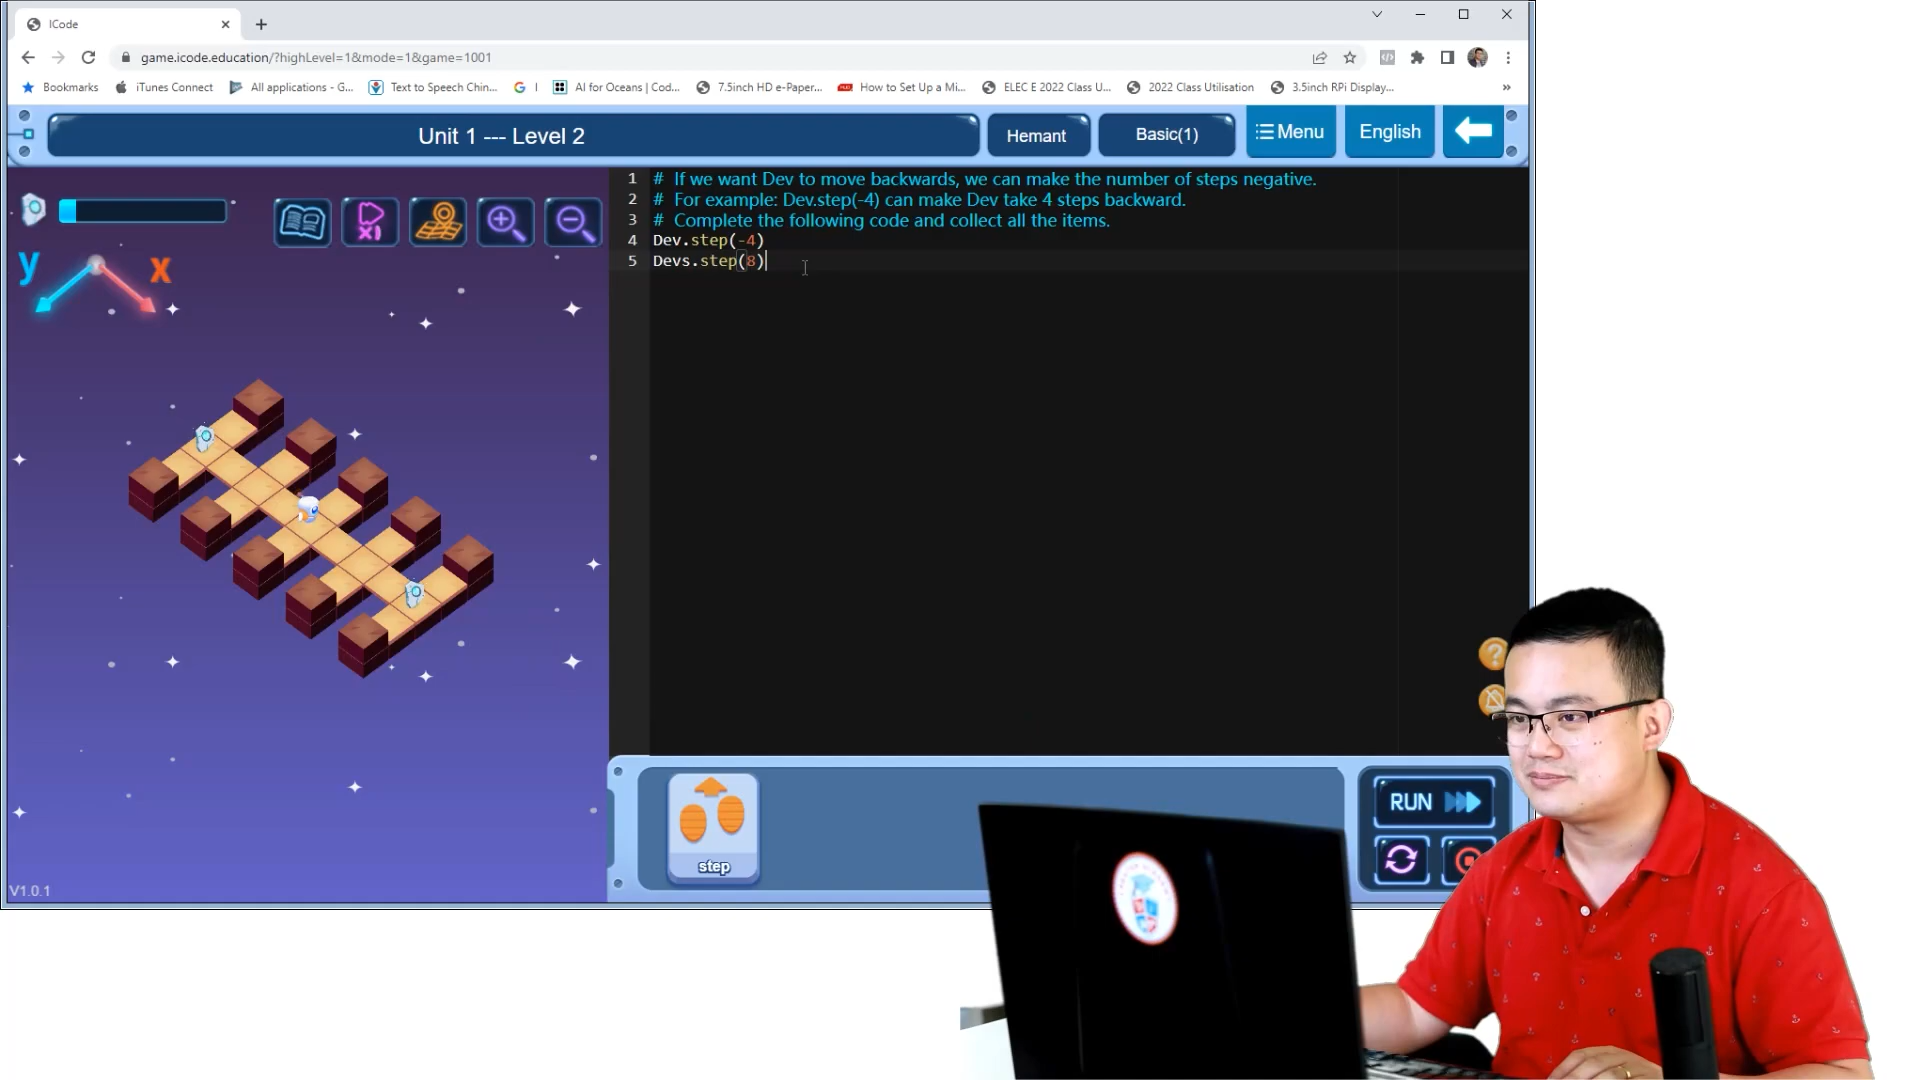 ICode
game.icode.education/?highLevel=1&mode=1&game=1001
Bookmarks iTunes Connect All applications - G... Text to Speech Chin... I AI for Oceans | Cod... 7.5inch HD e-Paper... How to Set Up a Mi... ELEC E 2022 Class U... 2022 Class Utilisation 3.5inch RPi Display... »
Unit 1 --- Level 2 Hemant Basic(1) Menu English
X1
y x
1 # If we want Dev to move backwards, we can make the number of steps negative.
2 # For example: Dev.step(-4) can make Dev take 4 steps backward.
3 # Complete the following code and collect all the items.
4 Dev.step(-4)
5 Devs.step(8)
?
RUN
step
V1.0.1